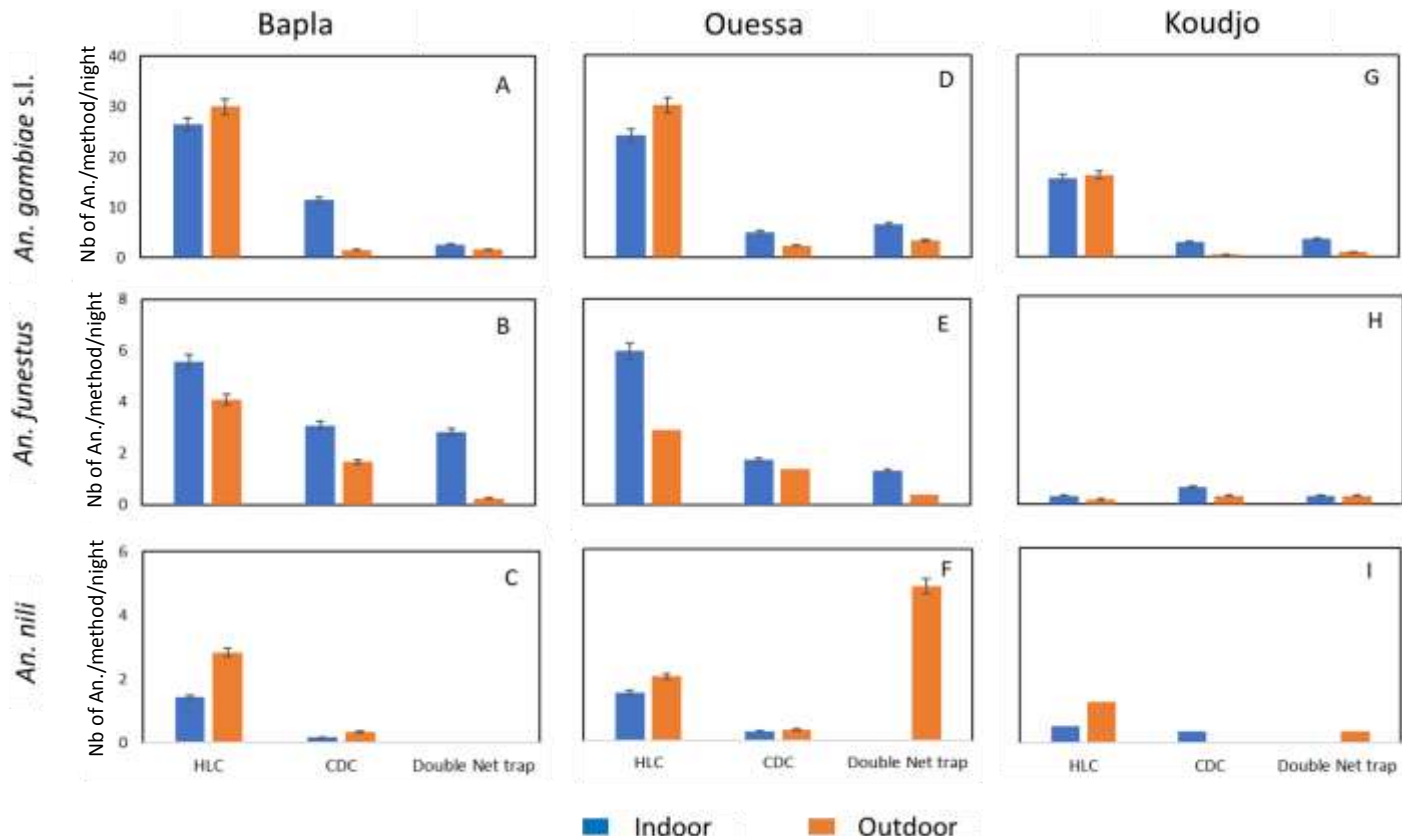 Bapla Ouessa Koudjo
An. gambiae s.l.
Nb of An./method/night
40
30
20
10
0
A
D
G
An. funestus
Nb of An./method/night
8
6
4
2
0
B
E
H
An. nili
Nb of An./method/night
6
4
2
0
C
F
I
HLC CDC Double Net trap
HLC CDC Double Net trap
HLC CDC Double Net trap
Indoor Outdoor